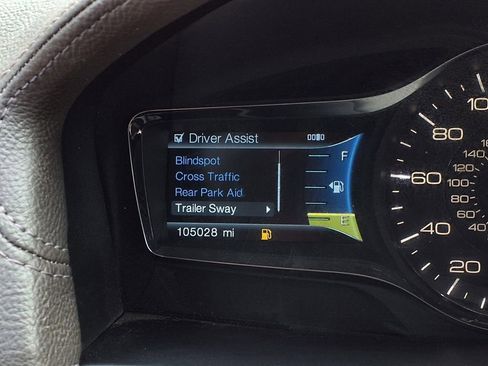 Driver Assist
Blindspot
Cross Traffic
Rear Park Aid
Trailer Sway
105028 mi
F
E
80
60
40
20
140
120
100
80
60